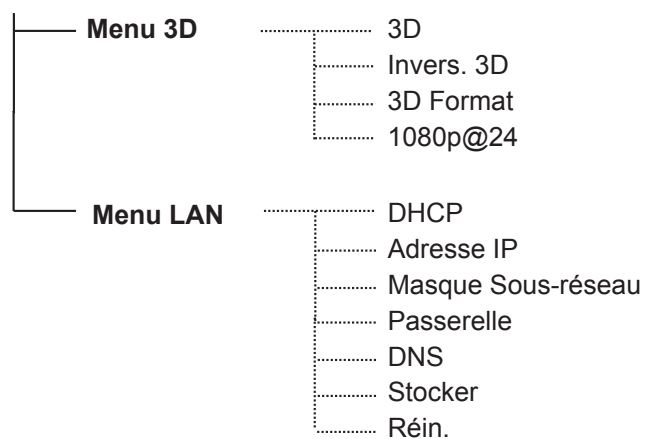 Menu 3D 3D
Invers. 3D
3D Format
1080p@24
Menu LAN DHCP
Adresse IP
Masque Sous-réseau
Passerelle
DNS
Stocker
Réin.